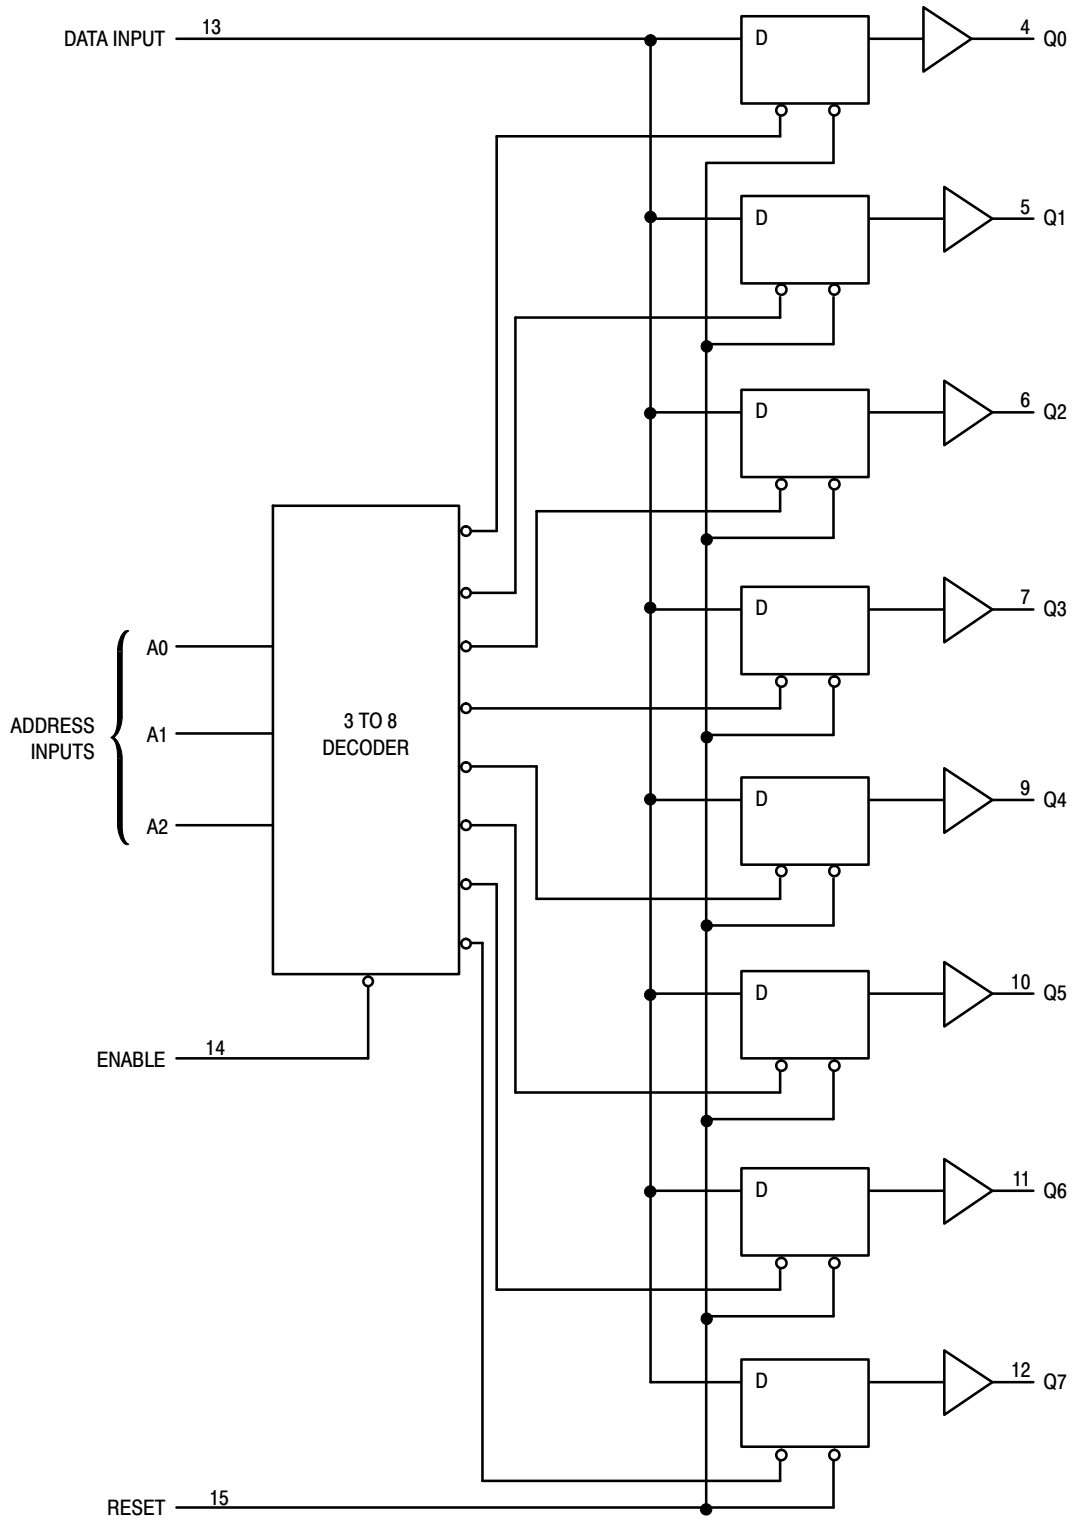 DATA INPUT 13
D
4 Q0
D
5 Q1
D
6 Q2
D
7 Q3
A0
ADDRESS
INPUTS
A1
A2
3 TO 8
DECODER
D
9 Q4
D
10 Q5
ENABLE 14
D
11 Q6
D
12 Q7
RESET 15